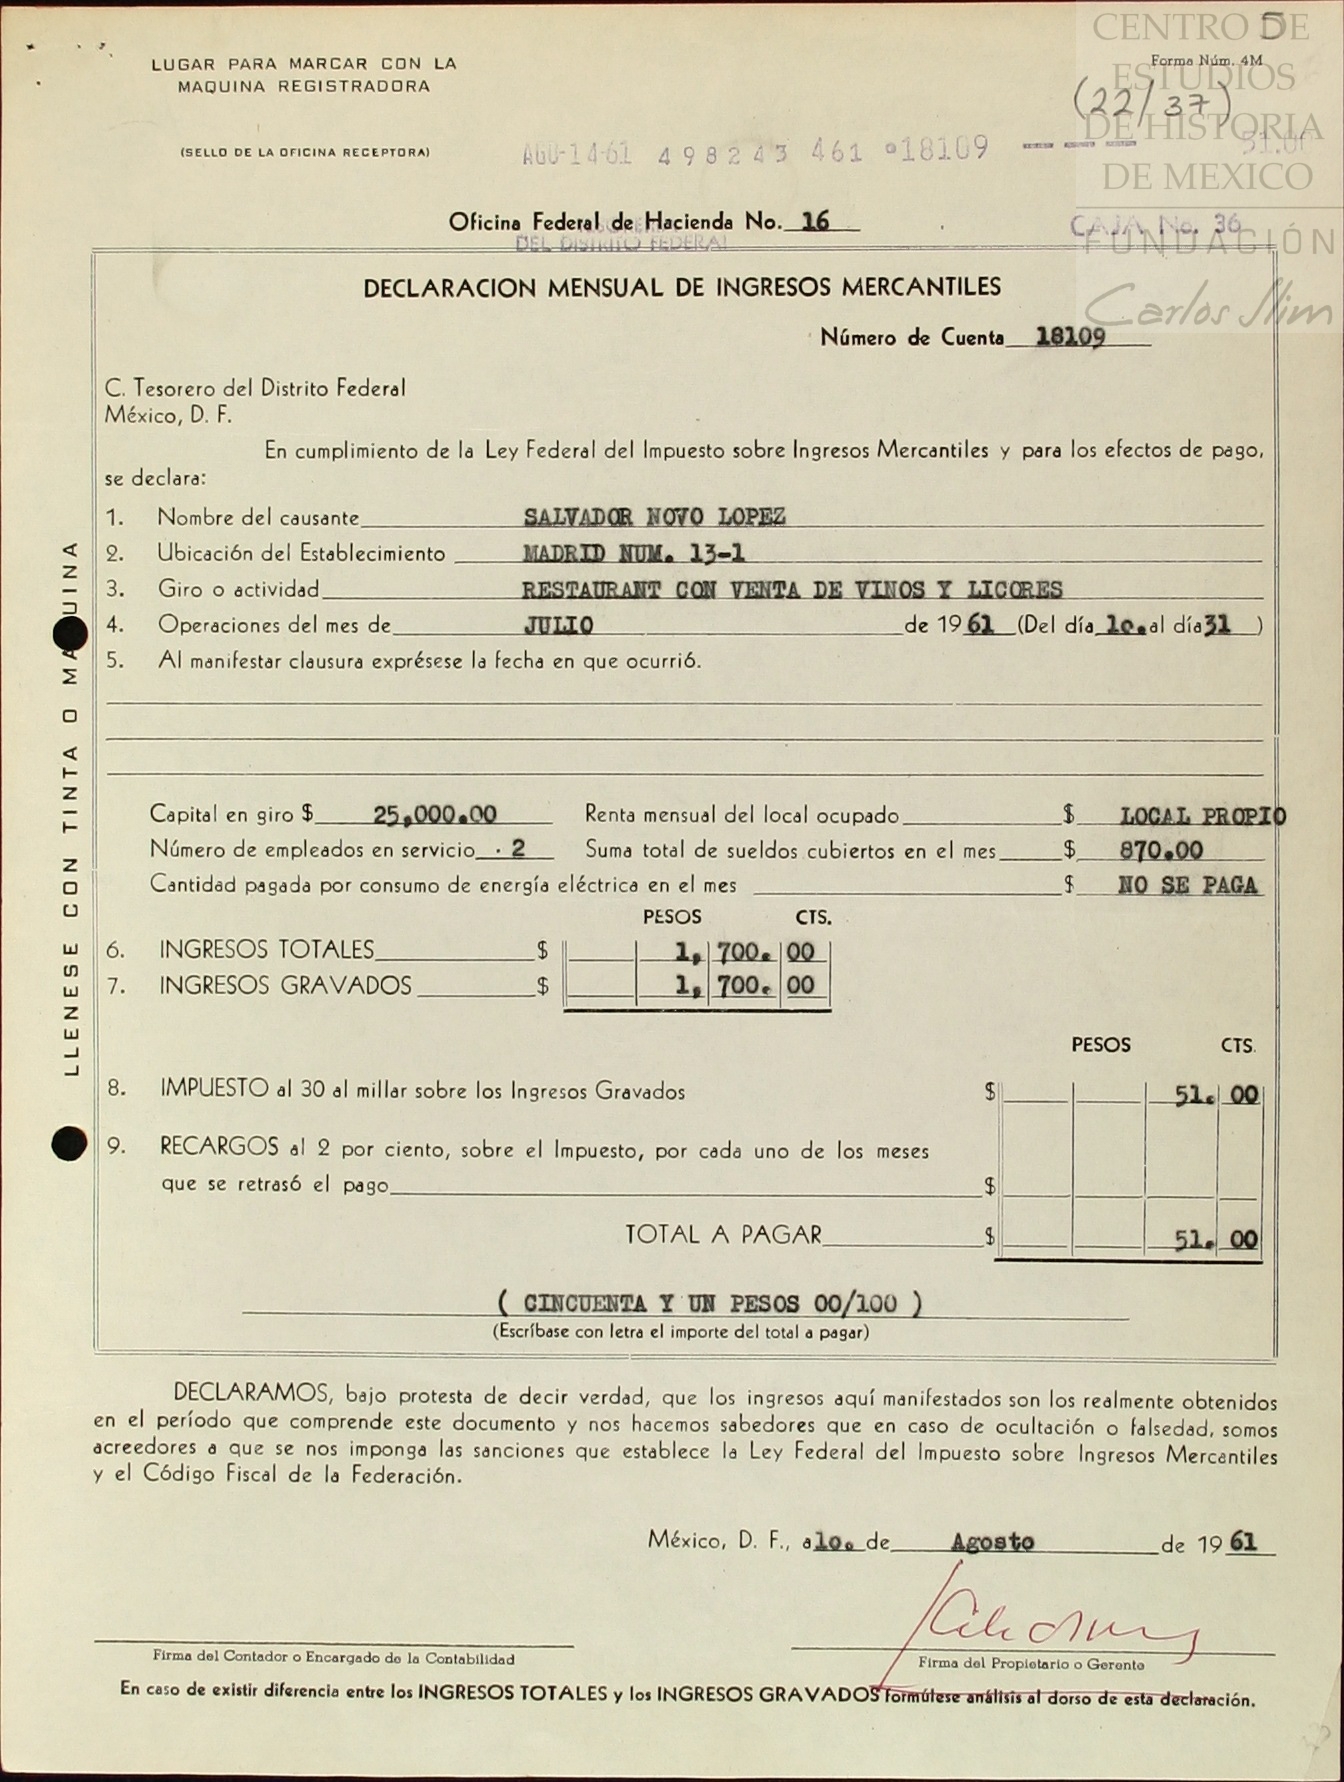 5
CENTRO DE
ESTUDIOS
DE HISTORIA
DE MEXICO
FUNDACIÓN
Carlos Slim
LUGAR PARA MARCAR CON LA
MAQUINA REGISTRADORA
Forma Núm. 4M
(22/37)
(SELLO DE LA OFICINA RECEPTORA)
AGO-14-61 498243 461 18109 51.00
Oficina Federal de Hacienda No. 16
DEL DISTRITO FEDERAL
CAJA No. 36
DECLARACION MENSUAL DE INGRESOS MERCANTILES
Número de Cuenta 18109
C. Tesorero del Distrito Federal
México, D. F.
En cumplimiento de la Ley Federal del Impuesto sobre Ingresos Mercantiles y para los efectos de pago,
se declara:
1. Nombre del causante SALVADOR NOVO LOPEZ
2. Ubicación del Establecimiento MADRID NUM. 13-1
3. Giro o actividad RESTAURANT CON VENTA DE VINOS Y LICORES
4. Operaciones del mes de JULIO de 1961 (Del día 1o. al día 31 )
5. Al manifestar clausura exprésese la fecha en que ocurrió.
LLENESE CON TINTA O MAQUINA
Capital en giro $ 25,000.00 Renta mensual del local ocupado $ LOCAL PROPIO
Número de empleados en servicio 2 Suma total de sueldos cubiertos en el mes $ 870.00
Cantidad pagada por consumo de energía eléctrica en el mes $ NO SE PAGA
PESOS CTS.
6. INGRESOS TOTALES $ 1, 700. 00
7. INGRESOS GRAVADOS $ 1, 700. 00
PESOS CTS.
8. IMPUESTO al 30 al millar sobre los Ingresos Gravados $ 51. 00
9. RECARGOS al 2 por ciento, sobre el Impuesto, por cada uno de los meses
que se retrasó el pago $
TOTAL A PAGAR $ 51. 00
( CINCUENTA Y UN PESOS 00/100 )
(Escríbase con letra el importe del total a pagar)
DECLARAMOS, bajo protesta de decir verdad, que los ingresos aquí manifestados son los realmente obtenidos
en el período que comprende este documento y nos hacemos sabedores que en caso de ocultación o falsedad, somos
acreedores a que se nos imponga las sanciones que establece la Ley Federal del Impuesto sobre Ingresos Mercantiles
y el Código Fiscal de la Federación.
México, D. F., a 1o. de Agosto de 1961
Firma del Contador o Encargado de la Contabilidad
Firma del Propietario o Gerente
En caso de existir diferencia entre los INGRESOS TOTALES y los INGRESOS GRAVADOS formúlese análisis al dorso de esta declaración.